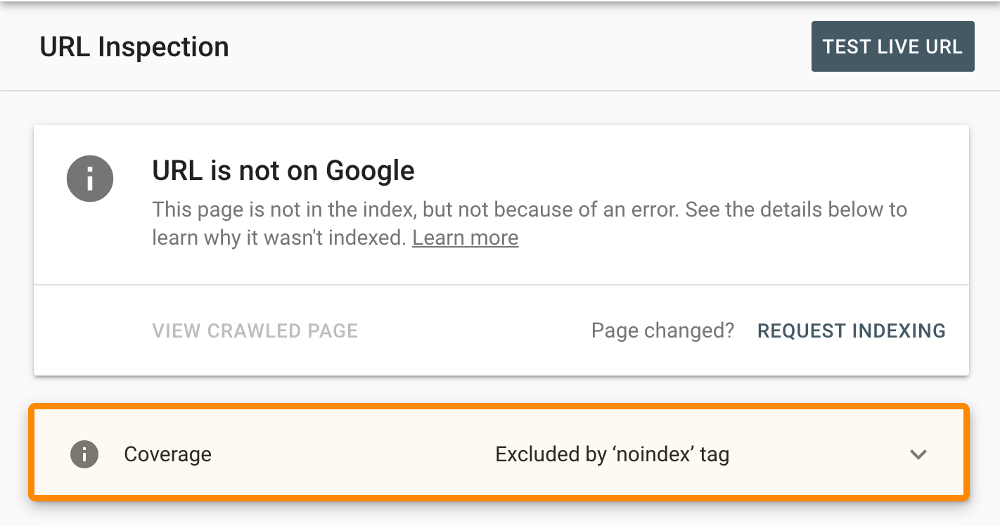 URL Inspection
TEST LIVE URL
URL is not on Google
This page is not in the index, but not because of an error. See the details below to
learn why it wasn't indexed. Learn more
VIEW CRAWLED PAGE
Page changed? REQUEST INDEXING
Coverage
Excluded by ‘noindex’ tag